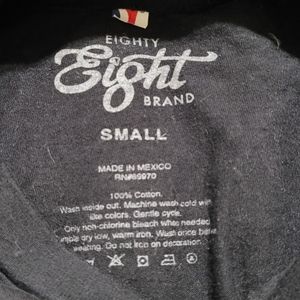 EIGHTY
Eight
BRAND
SMALL
MADE IN MEXICO
RN#89970
100% Cotton.
Wash inside out. Machine wash cold with
like colors. Gentle cycle.
Only non-chlorine bleach when needed
dry low, warm iron. Wash once before
wearing. Do not iron on decoration.